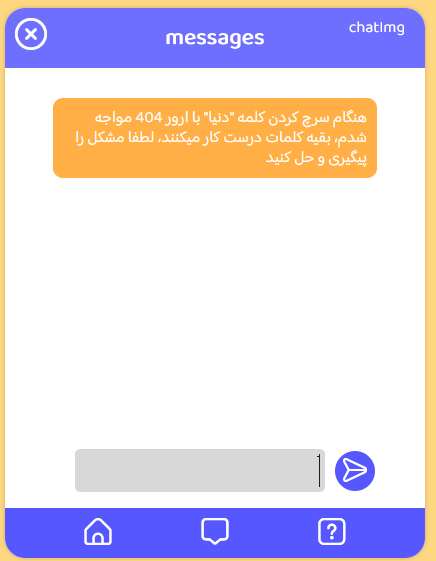 messages
chatImg
هنگام سرچ کردن کلمه "دنیا" با ارور 404 مواجه
شدم، بقیه کلمات درست کار میکنند، لطفا مشکل را
پیگیری و حل کنید